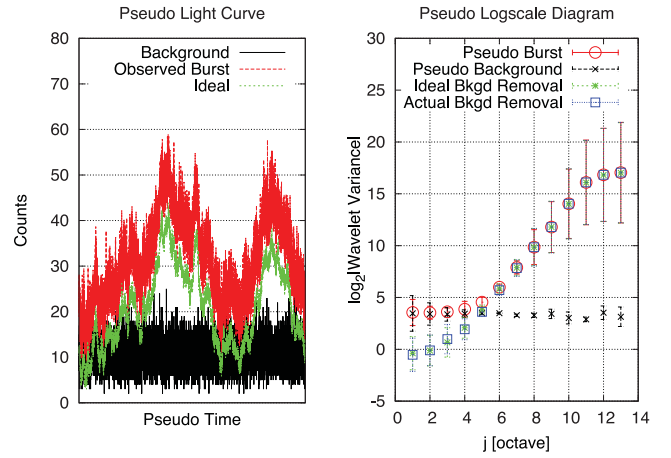 Pseudo Light Curve
80
70
60
50
40
30
20
10
0
Counts
Background
Observed Burst
Ideal
Pseudo Time
Pseudo Logscale Diagram
30
25
20
15
10
5
0
-5
log2|Wavelet Variance|
Pseudo Burst
Pseudo Background
Ideal Bkgd Removal
Actual Bkgd Removal
0 2 4 6 8 10 12 14
j [octave]